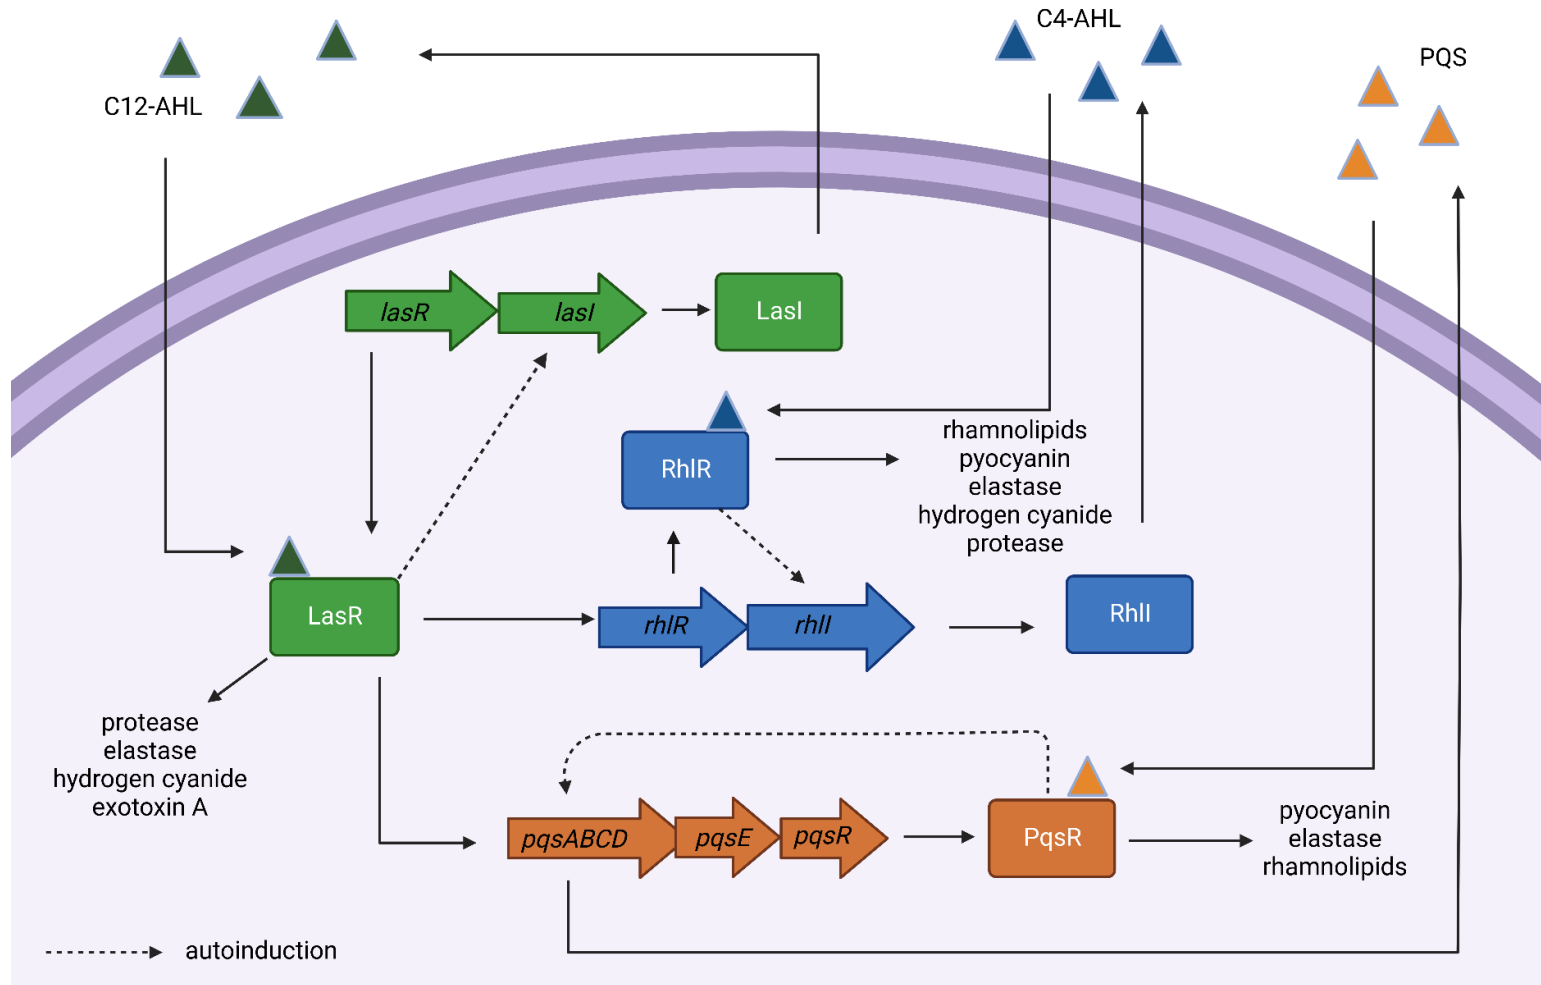 C4-AHL
PQS
C12-AHL
lasR
lasI
LasI
RhlR
rhamnolipids
pyocyanin
elastase
hydrogen cyanide
protease
LasR
rhlR
rhlI
RhlI
protease
elastase
hydrogen cyanide
exotoxin A
pqsABCD
pqsE
pqsR
PqsR
pyocyanin
elastase
rhamnolipids
autoinduction